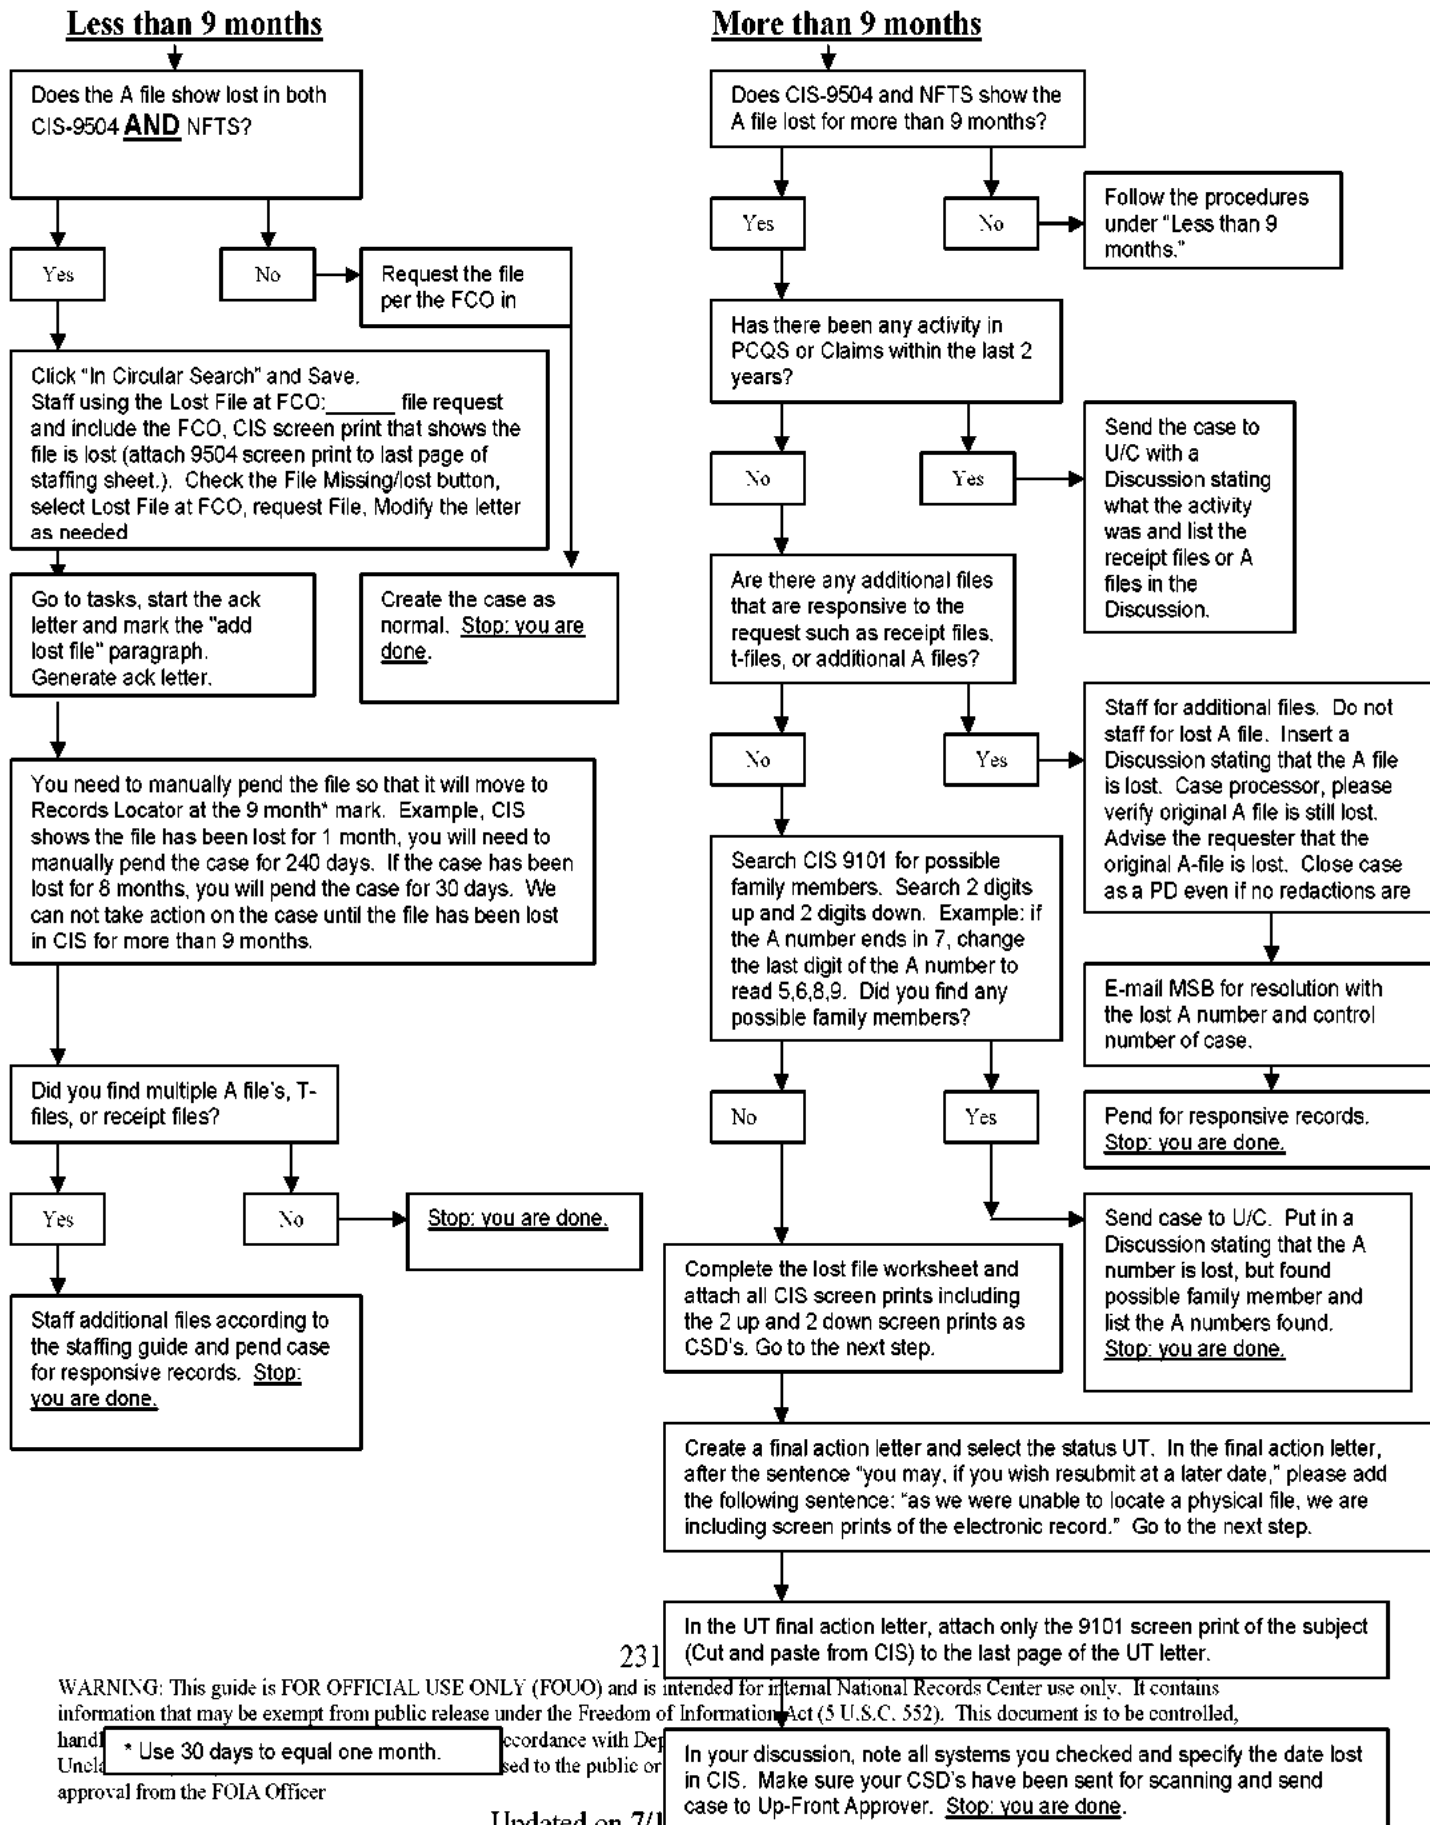 Less than 9 months
Does the A file show lost in both
CIS-9504 AND NFTS?
Yes
No
Request the file
per the FCO in
Click "In Circular Search" and Save.
Staff using the Lost File at FCO:______ file request
and include the FCO, CIS screen print that shows the
file is lost (attach 9504 screen print to last page of
staffing sheet.). Check the File Missing/lost button,
select Lost File at FCO, request File. Modify the letter
as needed
Go to tasks, start the ack
letter and mark the "add
lost file" paragraph.
Generate ack letter.
Create the case as
normal. Stop: you are
done.
You need to manually pend the file so that it will move to
Records Locator at the 9 month* mark. Example, CIS
shows the file has been lost for 1 month, you will need to
manually pend the case for 240 days. If the case has been
lost for 8 months, you will pend the case for 30 days. We
can not take action on the case until the file has been lost
in CIS for more than 9 months.
Did you find multiple A file's, T-
files, or receipt files?
Yes
No
Stop: you are done.
Staff additional files according to
the staffing guide and pend case
for responsive records. Stop:
you are done.
More than 9 months
Does CIS-9504 and NFTS show the
A file lost for more than 9 months?
Yes
No
Follow the procedures
under "Less than 9
months."
Has there been any activity in
PCQS or Claims within the last 2
years?
No
Yes
Send the case to
U/C with a
Discussion stating
what the activity
was and list the
receipt files or A
files in the
Discussion.
Are there any additional files
that are responsive to the
request such as receipt files,
t-files, or additional A files?
No
Yes
Staff for additional files. Do not
staff for lost A file. Insert a
Discussion stating that the A file
is lost. Case processor, please
verify original A file is still lost.
Advise the requester that the
original A-file is lost. Close case
as a PD even if no redactions are
E-mail MSB for resolution with
the lost A number and control
number of case.
Pend for responsive records.
Stop: you are done.
Search CIS 9101 for possible
family members. Search 2 digits
up and 2 digits down. Example: if
the A number ends in 7, change
the last digit of the A number to
read 5,6,8,9. Did you find any
possible family members?
No
Yes
Send case to U/C. Put in a
Discussion stating that the A
number is lost, but found
possible family member and
list the A numbers found.
Stop: you are done.
Complete the lost file worksheet and
attach all CIS screen prints including
the 2 up and 2 down screen prints as
CSD's. Go to the next step.
Create a final action letter and select the status UT. In the final action letter,
after the sentence "you may, if you wish resubmit at a later date," please add
the following sentence: "as we were unable to locate a physical file, we are
including screen prints of the electronic record." Go to the next step.
In the UT final action letter, attach only the 9101 screen print of the subject
(Cut and paste from CIS) to the last page of the UT letter.
In your discussion, note all systems you checked and specify the date lost
in CIS. Make sure your CSD's have been sent for scanning and send
case to Up-Front Approver. Stop: you are done.
231
WARNING: This guide is FOR OFFICIAL USE ONLY (FOUO) and is intended for internal National Records Center use only. It contains
information that may be exempt from public release under the Freedom of Information Act (5 U.S.C. 552). This document is to be controlled,
* Use 30 days to equal one month.
sed to the public or
approval from the FOIA Officer
Updated on 7/1